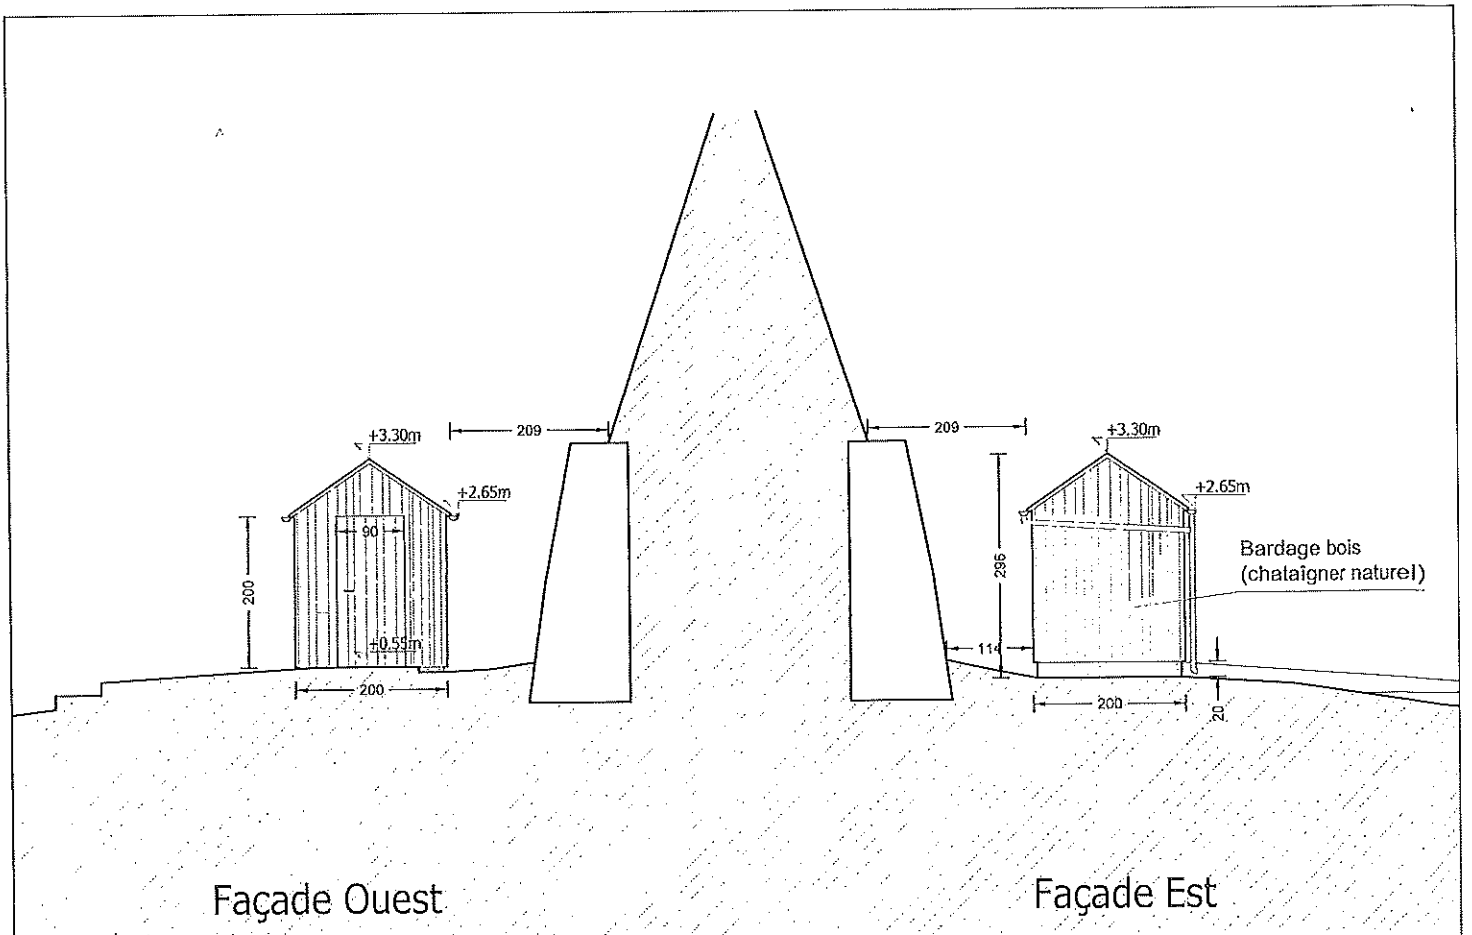 +3.30m
209
+2.65m
90
200
+0.55m
200
Façade Ouest
209
+3.30m
+2.65m
296
Bardage bois
(chataîgner naturel)
114
200
20
Façade Est